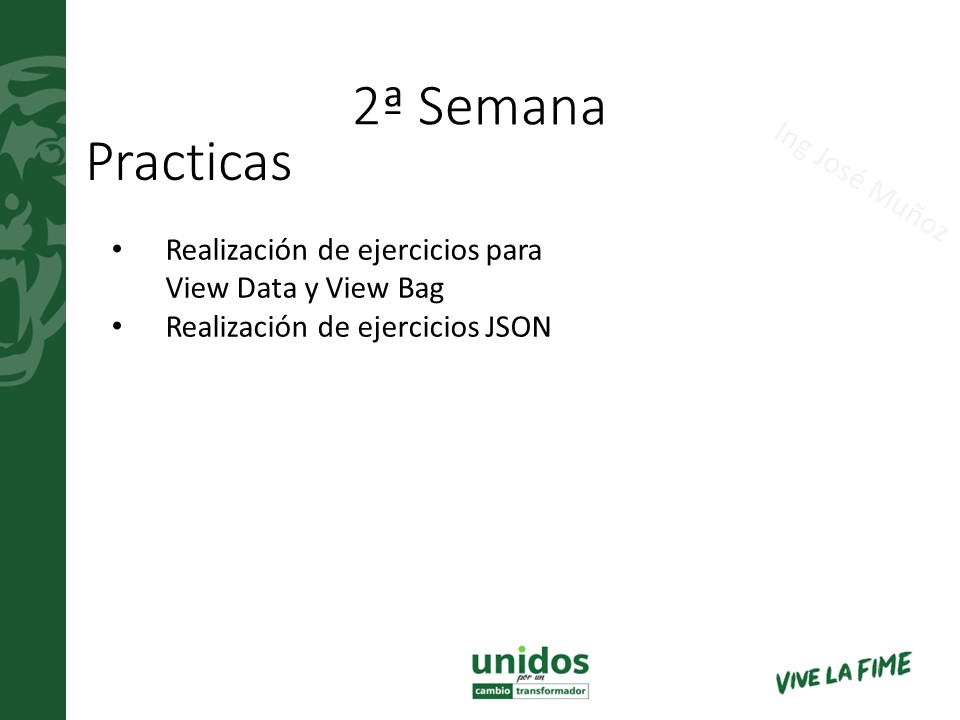 2ª Semana
Practicas
Ing José Muñoz
• Realización de ejercicios para
View Data y View Bag
• Realización de ejercicios JSON
unidos
por un
cambio transformador
VIVE LA FIME